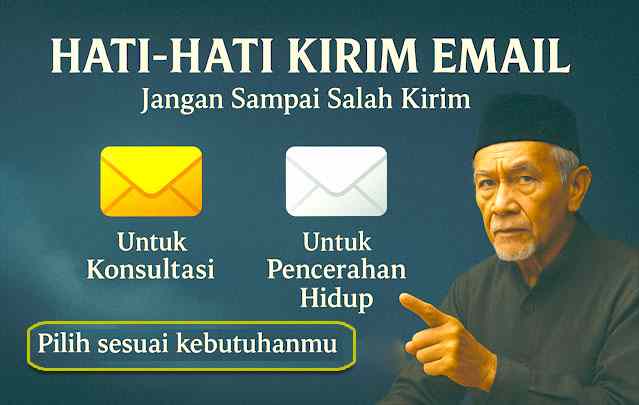 HATI-HATI KIRIM EMAIL
Jangan Sampai Salah Kirim
Untuk
Konsultasi
Untuk
Pencerahan
Hidup
Pilih sesuai kebutuhanmu